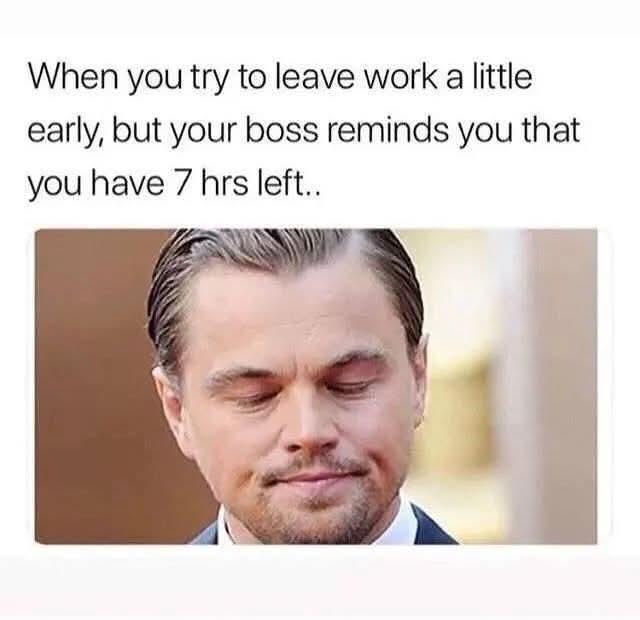 When you try to leave work a little
early, but your boss reminds you that
you have 7 hrs left..